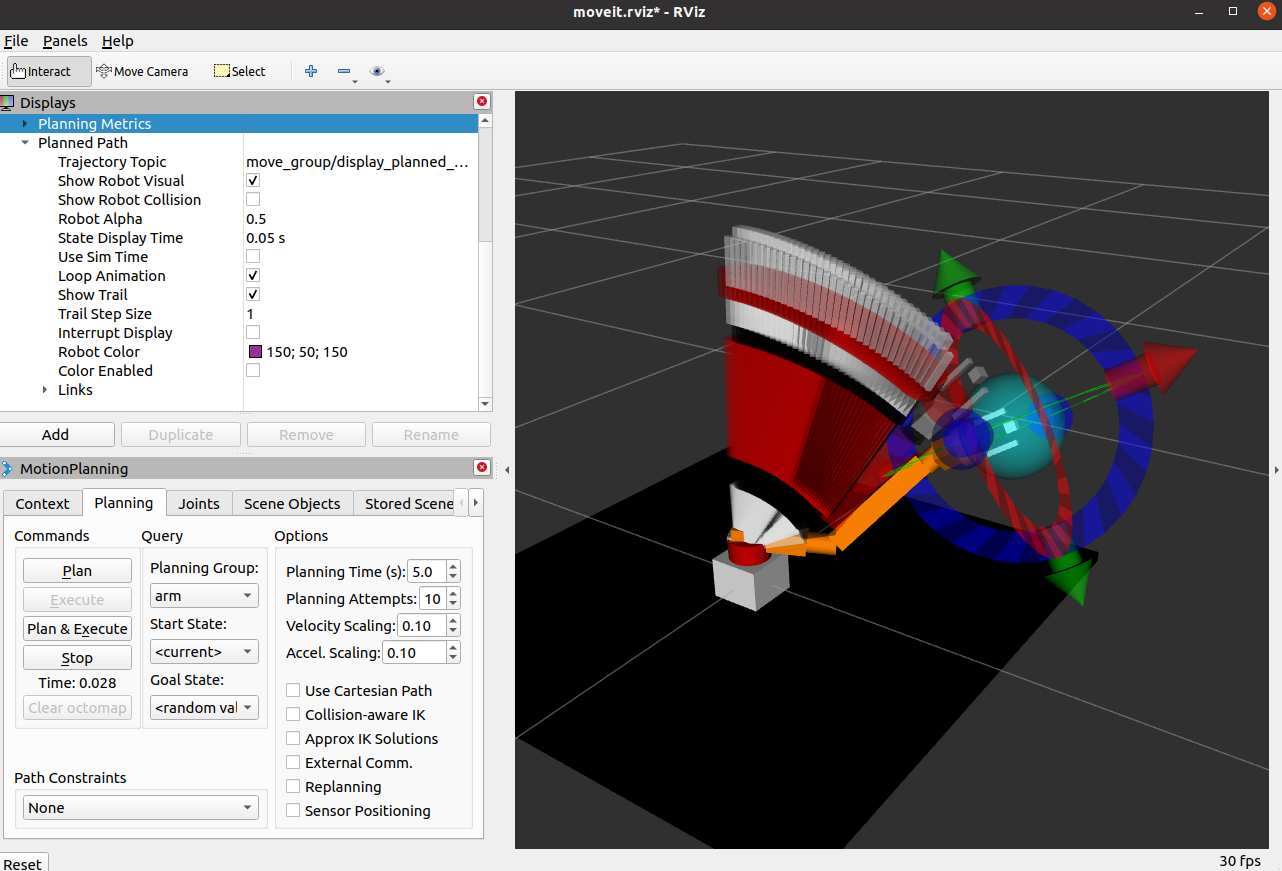 moveit.rviz* - RViz
File Panels Help
Interact Move Camera Select
Displays
Planning Metrics
Planned Path
Trajectory Topic move_group/display_planned_...
Show Robot Visual
Show Robot Collision
Robot Alpha 0.5
State Display Time 0.05 s
Use Sim Time
Loop Animation
Show Trail
Trail Step Size 1
Interrupt Display
Robot Color 150; 50; 150
Color Enabled
Links
Add Duplicate Remove Rename
MotionPlanning
Context Planning Joints Scene Objects Stored Scene
Commands Query Options
Plan
Execute
Plan & Execute
Stop
Time: 0.028
Clear octomap
Planning Group:
arm
Start State:
<current>
Goal State:
<random val
Planning Time (s): 5.0
Planning Attempts: 10
Velocity Scaling: 0.10
Accel. Scaling: 0.10
Use Cartesian Path
Collision-aware IK
Approx IK Solutions
External Comm.
Replanning
Sensor Positioning
Path Constraints
None
Reset
30 fps